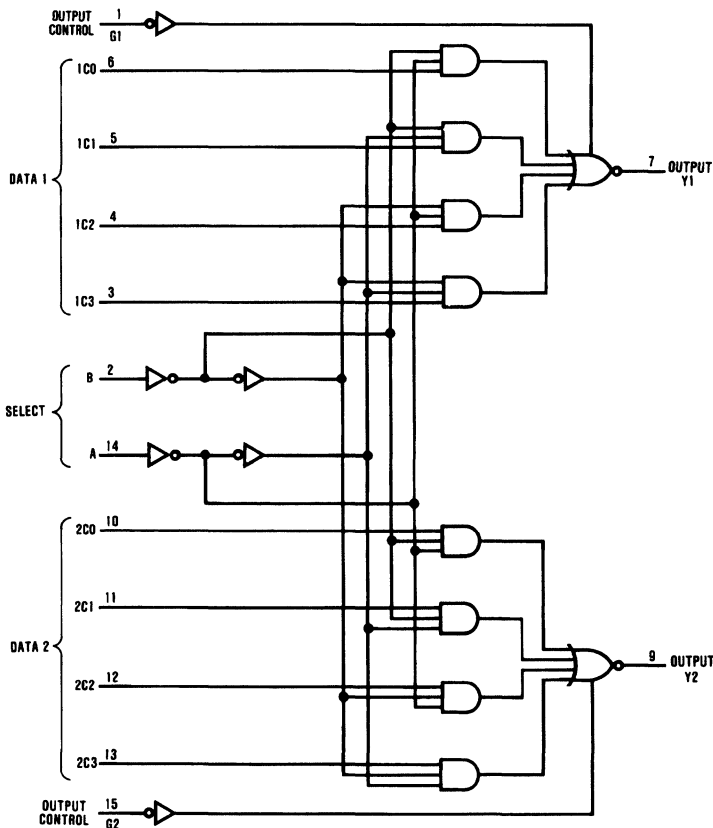 OUTPUT CONTROL 1
G1
1C0 6
1C1 5
DATA 1
1C2 4
1C3 3
7 OUTPUT Y1
B 2
SELECT
A 14
2C0 10
2C1 11
DATA 2
2C2 12
2C3 13
9 OUTPUT Y2
OUTPUT CONTROL 15
G2